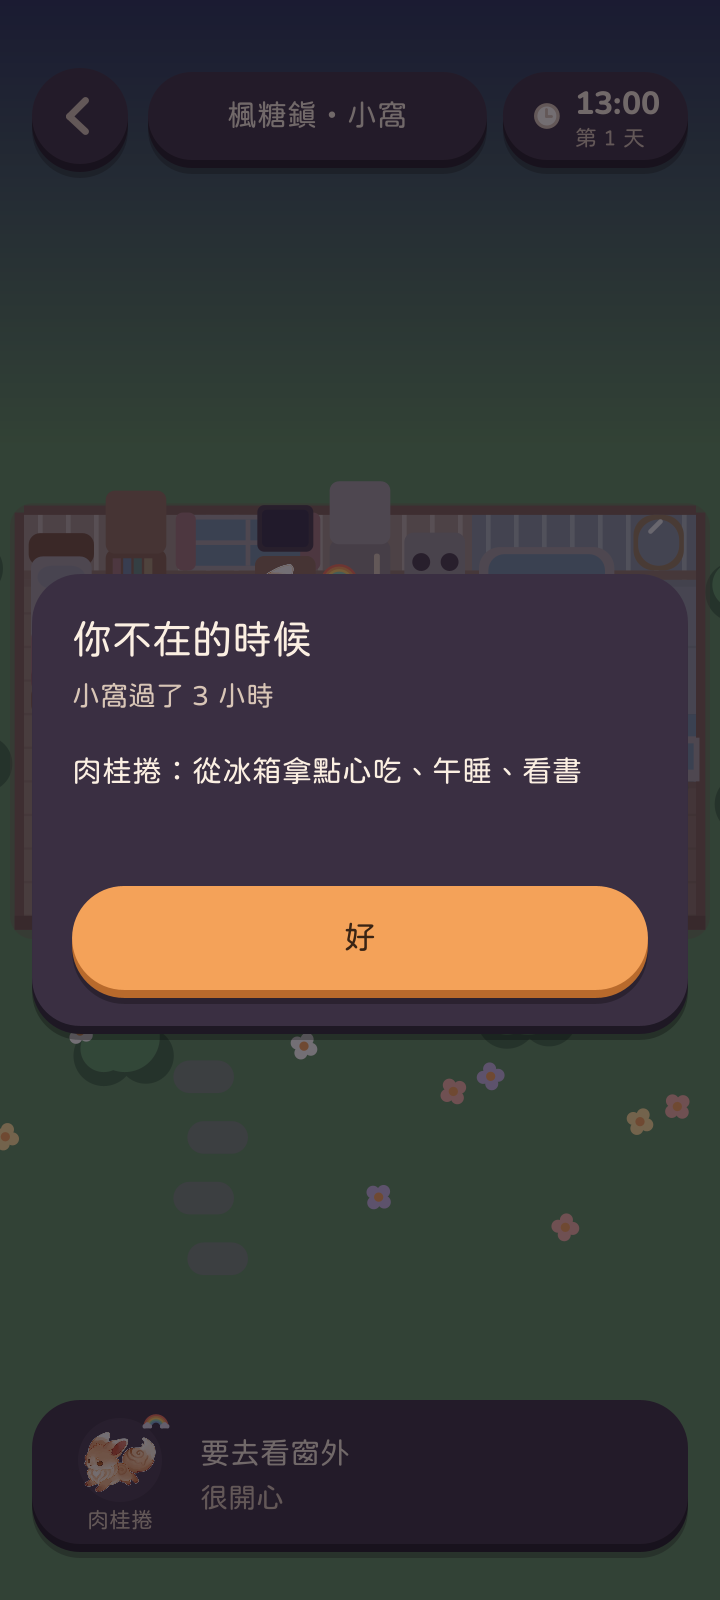 楓糖鎮・小窩
13:00
第 1 天
你不在的時候
小窩過了 3 小時
肉桂捲：從冰箱拿點心吃、午睡、看書
好
要去看窗外
很開心
肉桂捲